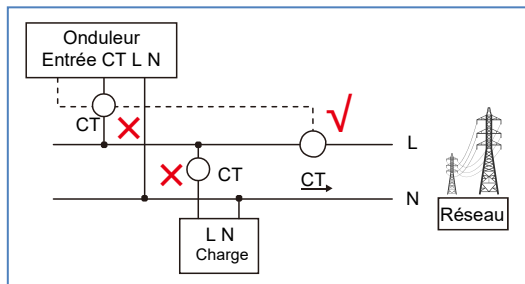 Onduleur
Entrée CT L N
CT
L
CT
CT
N
L N
Charge
Réseau